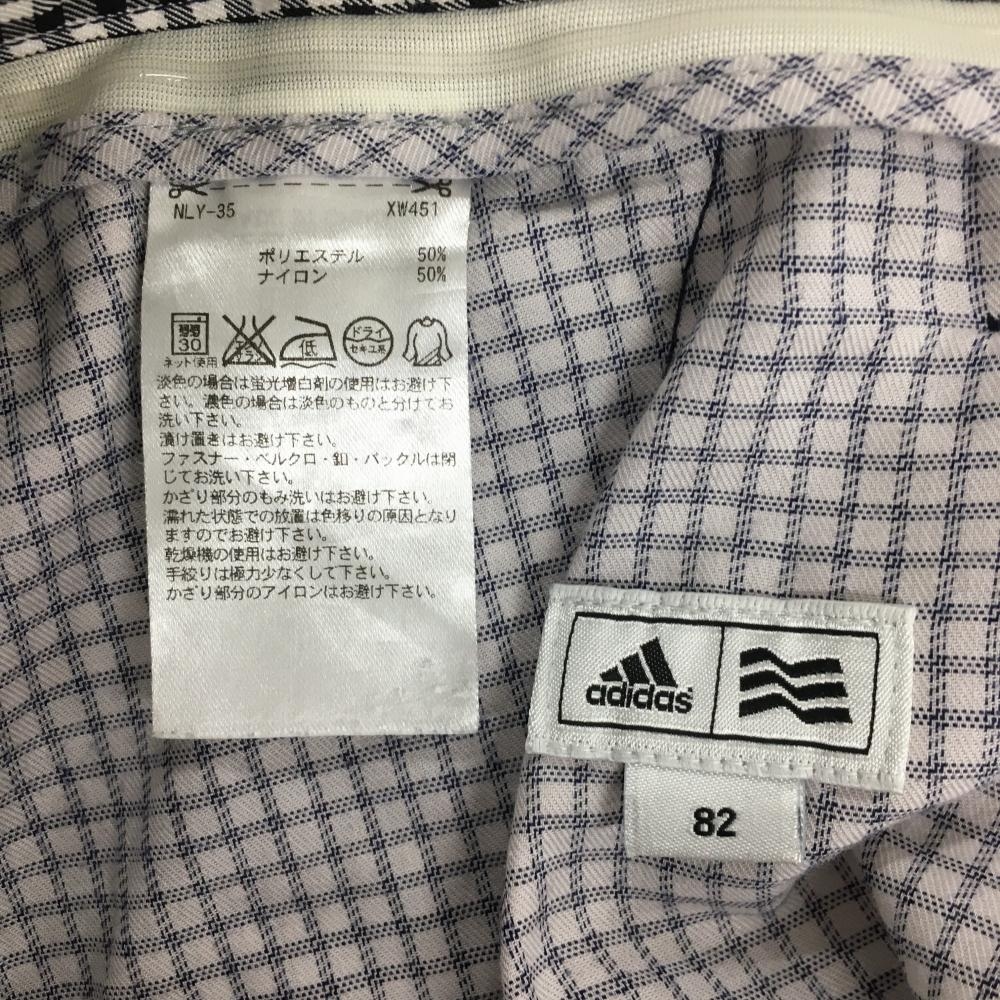 NLY-35 XW451
ポリエステル 50%
ナイロン 50%
30
ネット使用
低
ドライ
セキユ系
淡色の場合は蛍光増白剤の使用はお避け下
さい。濃色の場合は淡色のものと分けてお
洗い下さい。
漬け置きはお避け下さい。
ファスナー・ベルクロ・釦・バックルは閉
じてお洗い下さい。
かざり部分のもみ洗いはお避け下さい。
濡れた状態での放置は色移りの原因となり
ますのでお避け下さい。
乾燥機の使用はお避け下さい。
手絞りは極力少なくして下さい。
かざり部分のアイロンはお避け下さい。
adidas
82